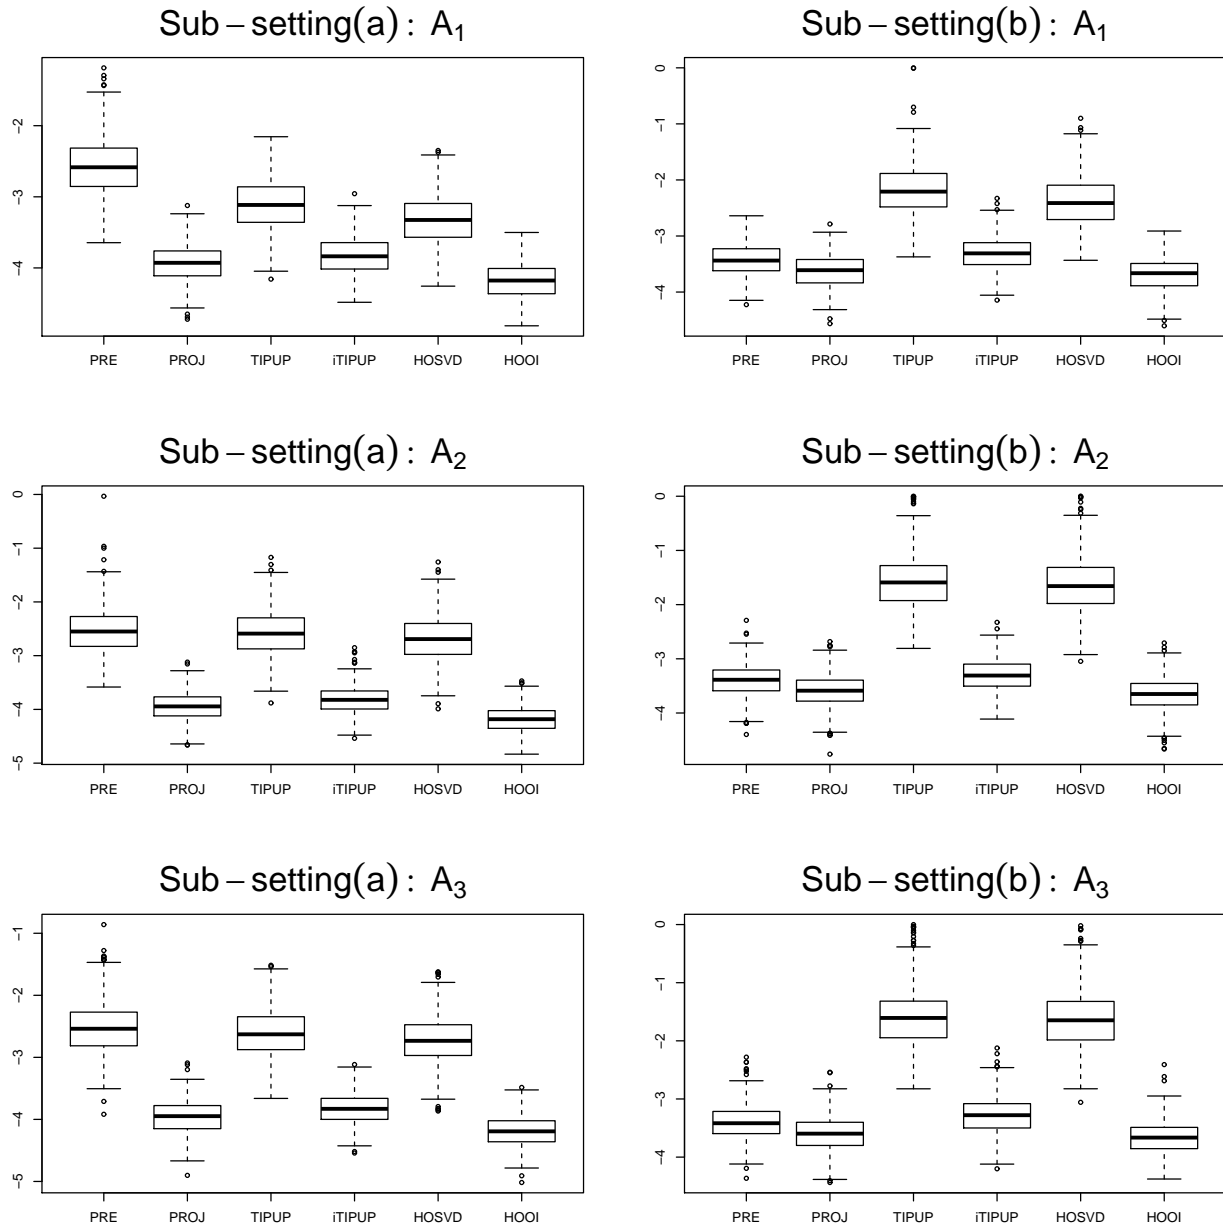 Sub − setting(a) : A1
-2
-3
-4
PRE PROJ TIPUP iTIPUP HOSVD HOOI
Sub − setting(b) : A1
0
-1
-2
-3
-4
PRE PROJ TIPUP iTIPUP HOSVD HOOI
Sub − setting(a) : A2
0
-1
-2
-3
-4
-5
PRE PROJ TIPUP iTIPUP HOSVD HOOI
Sub − setting(b) : A2
0
-1
-2
-3
-4
PRE PROJ TIPUP iTIPUP HOSVD HOOI
Sub − setting(a) : A3
-1
-2
-3
-4
-5
PRE PROJ TIPUP iTIPUP HOSVD HOOI
Sub − setting(b) : A3
0
-1
-2
-3
-4
PRE PROJ TIPUP iTIPUP HOSVD HOOI